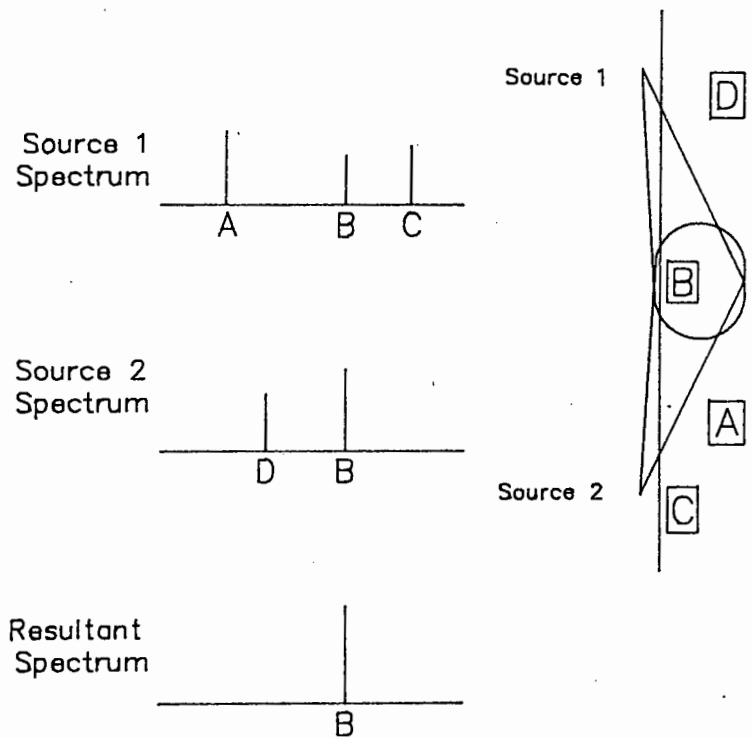 Source 1
Spectrum
A B C
Source 2
Spectrum
D B
Resultant
Spectrum
B
Source 1
D
B
A
Source 2
C